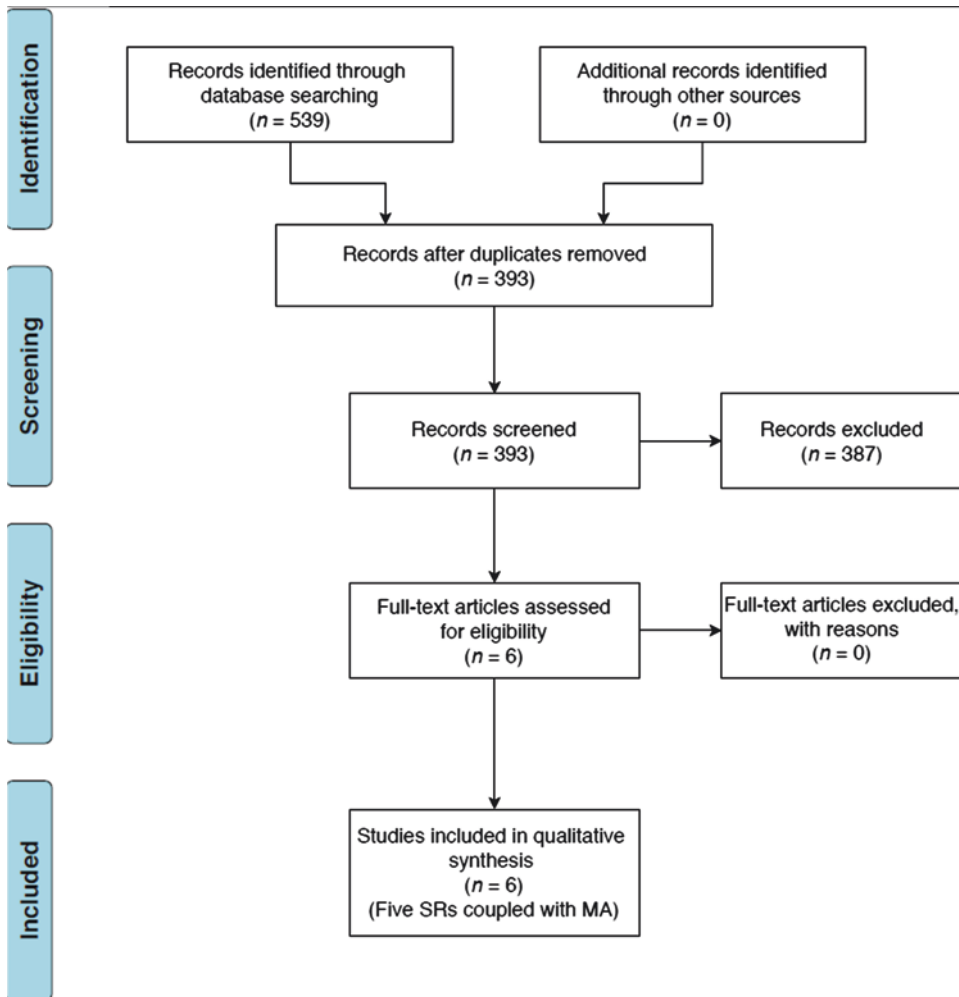 Identification
Records identified through
database searching
(n = 539)
Additional records identified
through other sources
(n = 0)
Records after duplicates removed
(n = 393)
Screening
Records screened
(n = 393)
Records excluded
(n = 387)
Eligibility
Full-text articles assessed
for eligibility
(n = 6)
Full-text articles excluded,
with reasons
(n = 0)
Included
Studies included in qualitative
synthesis
(n = 6)
(Five SRs coupled with MA)